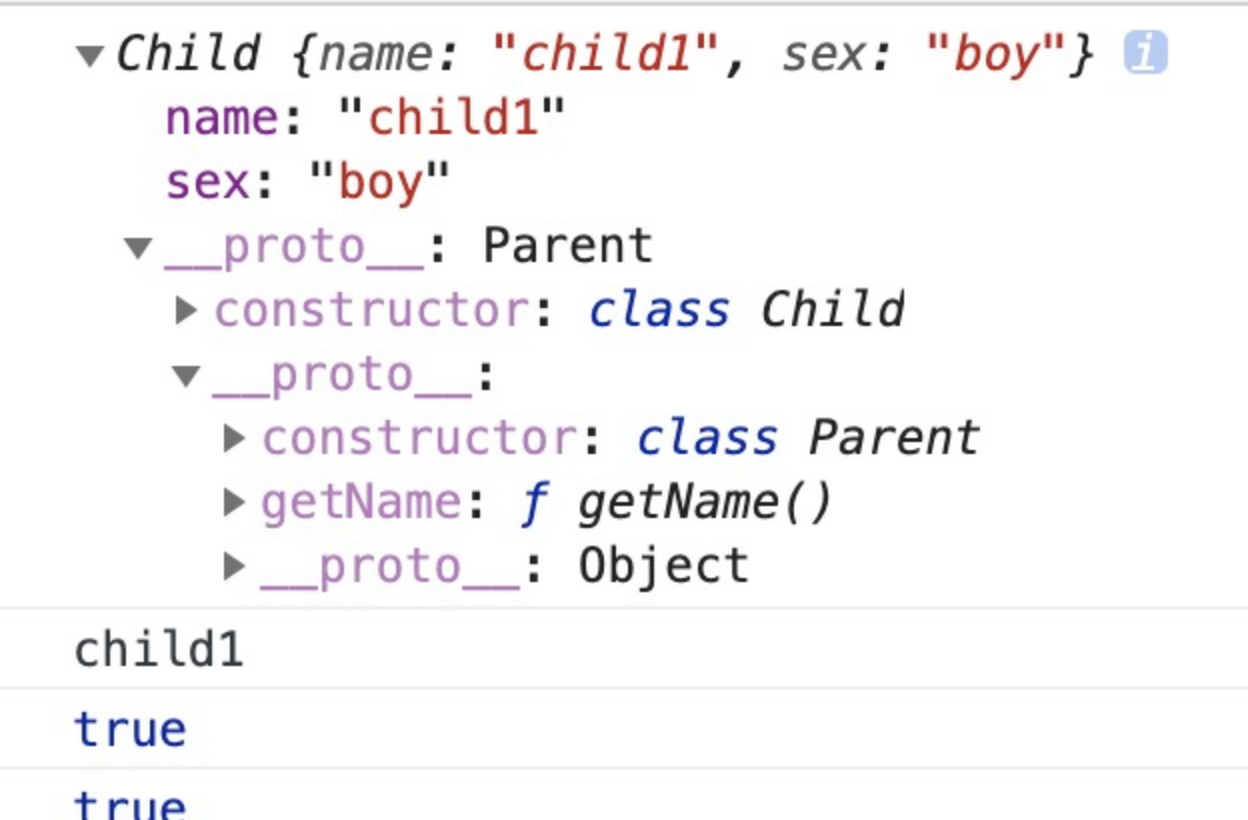 Child {name: "child1", sex: "boy"} i
name: "child1"
sex: "boy"
__proto__: Parent
constructor: class Child
__proto__:
constructor: class Parent
getName: ƒ getName()
__proto__: Object
child1
true
true